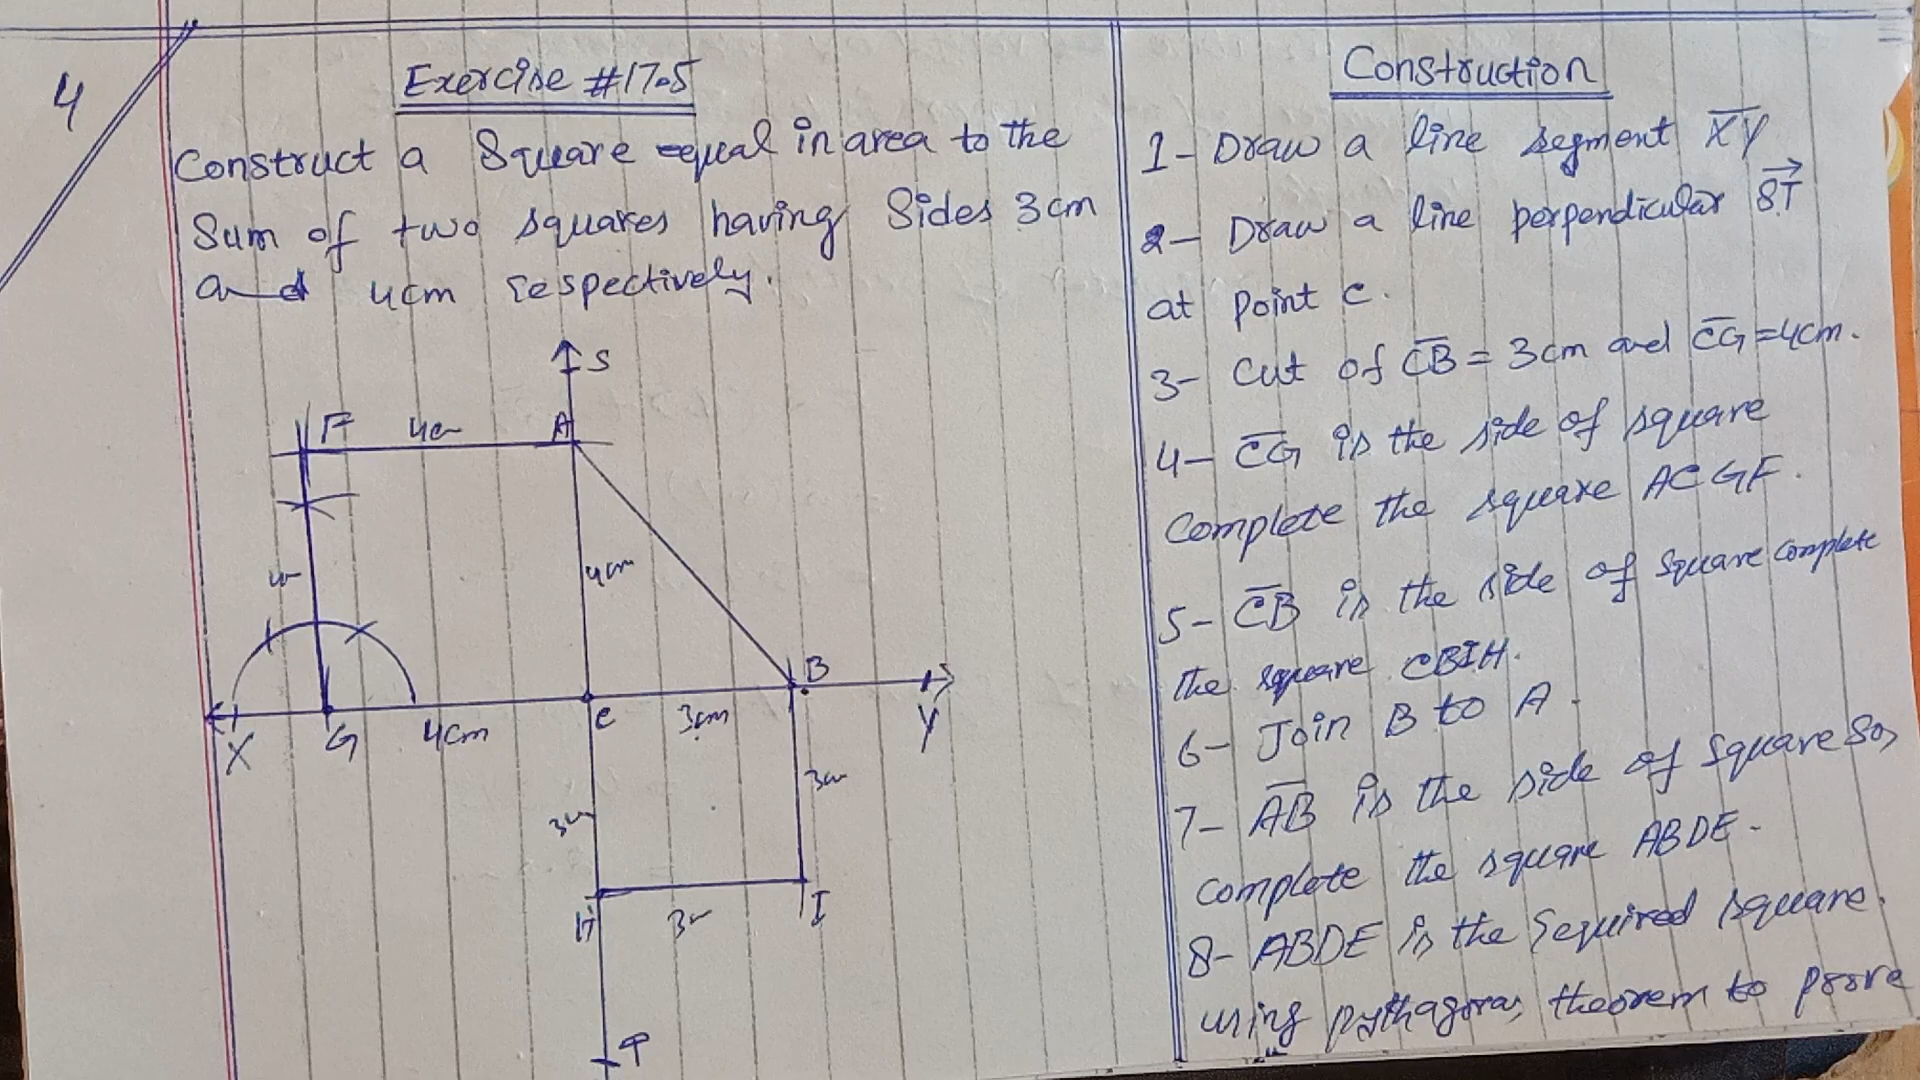 4
Exercise #17.5
Construct a Square equal in area to the
Sum of two squares having Sides 3cm
and 4cm respectively.
S
F 4cm A
4cm
B
X G 4cm C 3cm Y
3cm
3cm
H 3cm I
T
Construction
1- Draw a line segment XY
2- Draw a line perpendicular ST
at point C.
3- Cut of CB = 3cm and CG = 4cm.
4- CG is the side of square
Complete the square ACGF.
5- CB is the side of Square complete
the square CBIH.
6- Join B to A.
7- AB is the side of Square So,
complete the square ABDE.
8- ABDE is the required square.
using pythagoras theorem to prove